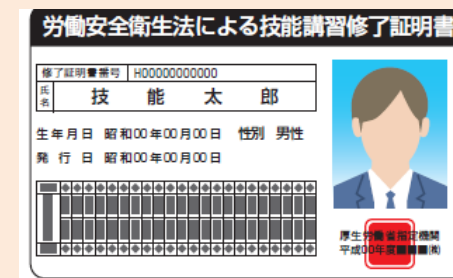 労働安全衛生法による技能講習修了証明書
修了証明書番号 H00000000000
氏名 技能太郎
生年月日 昭和00年00月00日 性別 男性
発行日 昭和00年00月00日
厚生労働省指定機関
平成00年度■■■■㈱